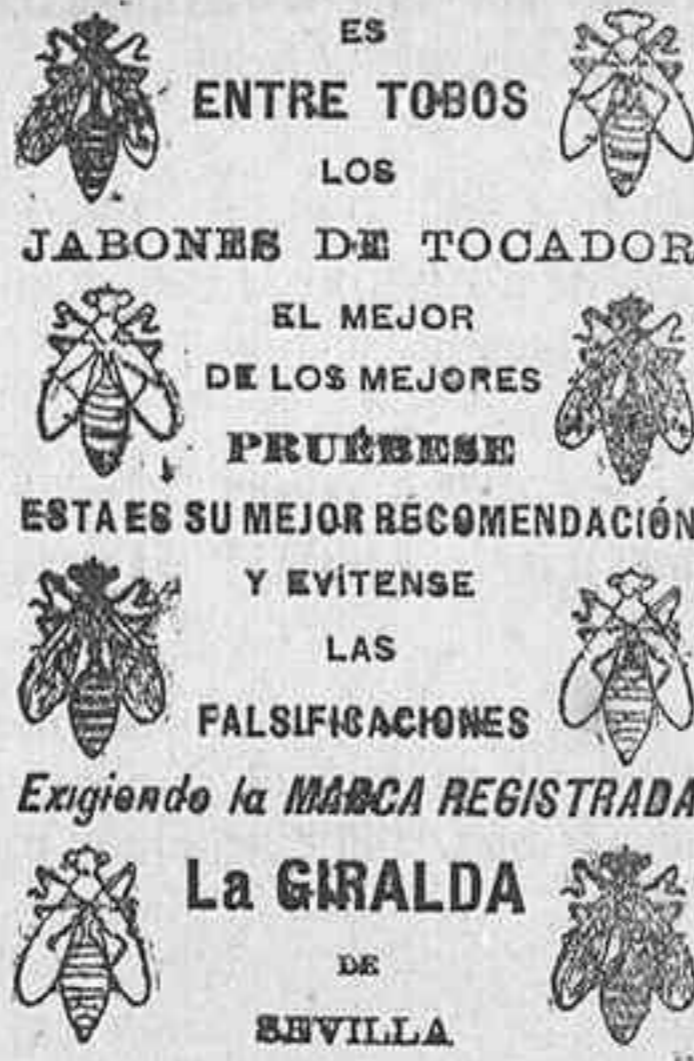 ES
ENTRE TODOS
LOS
JABONES DE TOCADOR
EL MEJOR
DE LOS MEJORES
PRUÉBESE
ESTA ES SU MEJOR RECOMENDACIÓN
Y EVÍTENSE
LAS
FALSIFICACIONES
Exigiendo la MARCA REGISTRADA
La GIRALDA
DE
SEVILLA